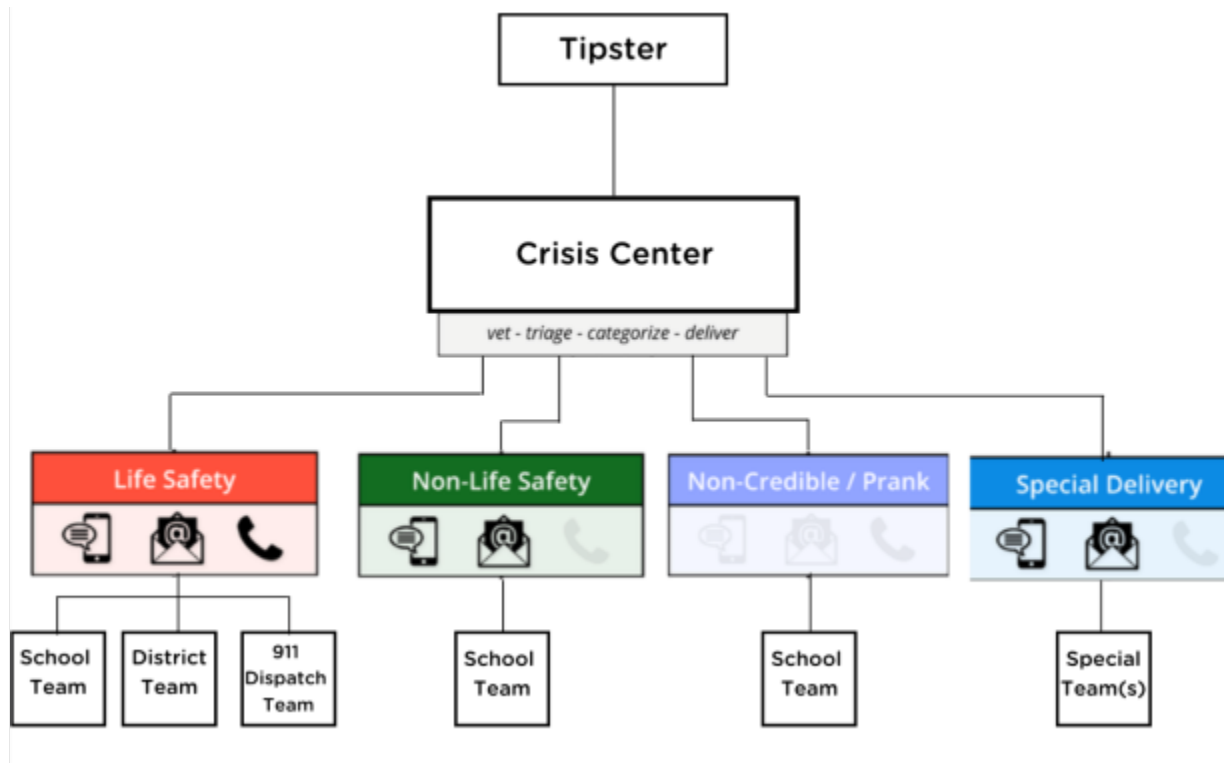 Tipster
Crisis Center
vet - triage - categorize - deliver
Life Safety
Non-Life Safety
Non-Credible / Prank
Special Delivery
@
@
@
@
School
Team
District
Team
911
Dispatch
Team
School
Team
School
Team
Special
Team(s)